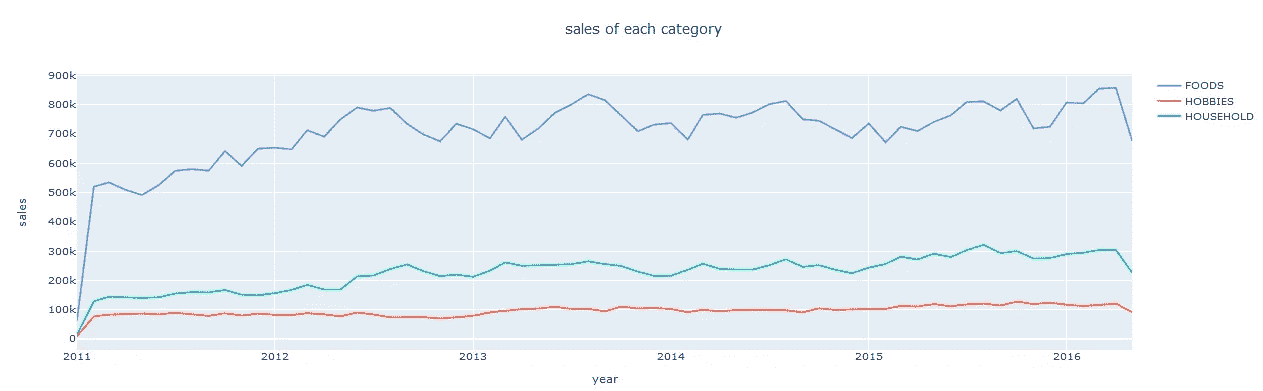 sales of each category
900k
800k
700k
600k
500k
400k
300k
200k
100k
0
sales
2011 2012 2013 2014 2015 2016
year
FOODS
HOBBIES
HOUSEHOLD